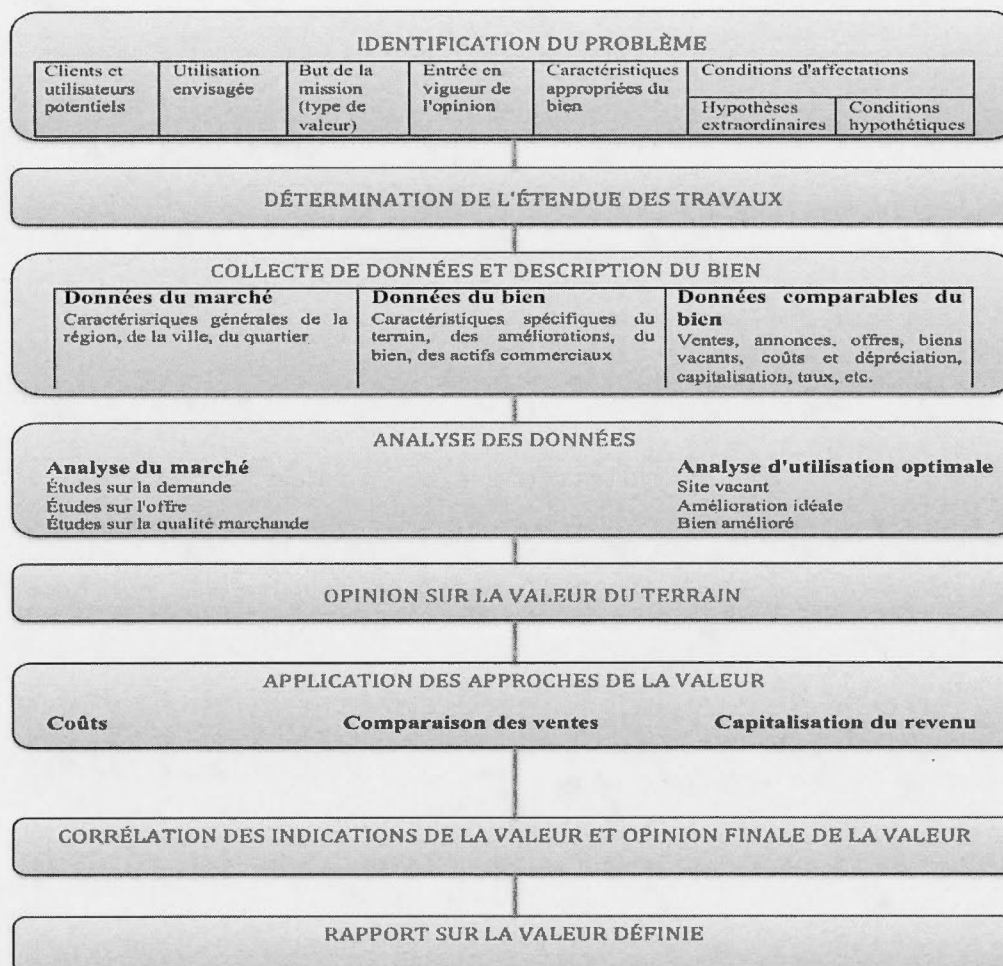 IDENTIFICATION DU PROBLÈME
Clients et
utilisateurs
potentiels
Utilisation
envisagée
But de la
mission
(type de
valeur)
Entrée en
vigueur de
l'opinion
Caractéristiques
appropriées du
bien
Conditions d'affectations
Hypothèses
extraordinaires
Conditions
hypothétiques
DÉTERMINATION DE L'ÉTENDUE DES TRAVAUX
COLLECTE DE DONNÉES ET DESCRIPTION DU BIEN
Données du marché
Caractérisriques générales de la
région, de la ville, du quartier
Données du bien
Caractéristiques spécifiques du
terrain, des améliorations, du
bien, des actifs commerciaux
Données comparables du
bien
Ventes, annonces, offres, biens
vacants, coûts et dépréciation,
capitalisation, taux, etc.
ANALYSE DES DONNÉES
Analyse du marché
Études sur la demande
Études sur l'offre
Études sur la qualité marchande
Analyse d'utilisation optimale
Site vacant
Amélioration idéale
Bien amélioré
OPINION SUR LA VALEUR DU TERRAIN
APPLICATION DES APPROCHES DE LA VALEUR
Coûts
Comparaison des ventes
Capitalisation du revenu
CORRÉLATION DES INDICATIONS DE LA VALEUR ET OPINION FINALE DE LA VALEUR
RAPPORT SUR LA VALEUR DÉFINIE